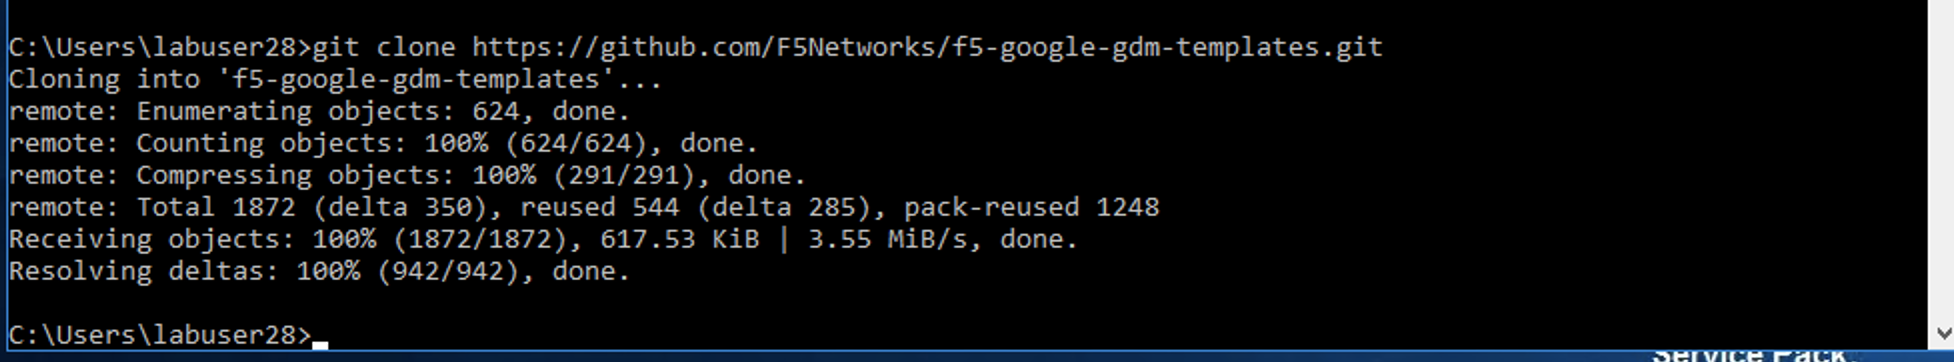 C:\Users\labuser28>git clone https://github.com/F5Networks/f5-google-gdm-templates.git
Cloning into 'f5-google-gdm-templates'...
remote: Enumerating objects: 624, done.
remote: Counting objects: 100% (624/624), done.
remote: Compressing objects: 100% (291/291), done.
remote: Total 1872 (delta 350), reused 544 (delta 285), pack-reused 1248
Receiving objects: 100% (1872/1872), 617.53 KiB | 3.55 MiB/s, done.
Resolving deltas: 100% (942/942), done.
C:\Users\labuser28>
Service Pack: